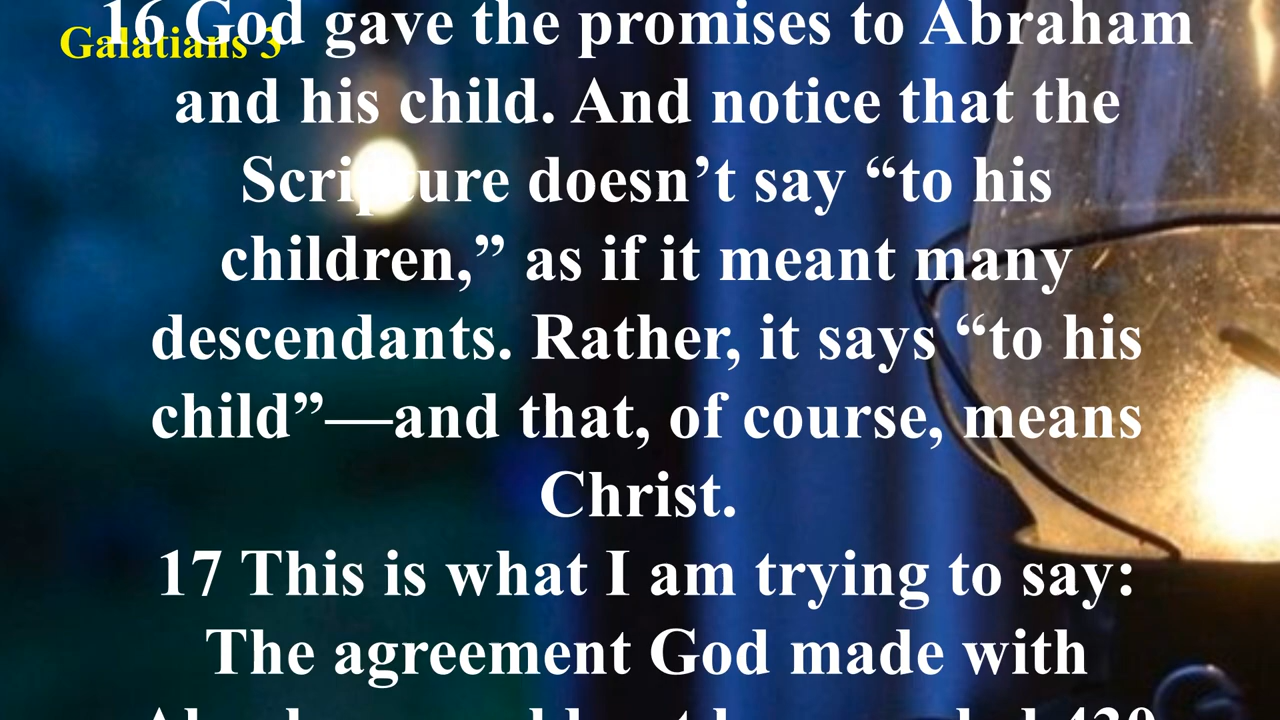 Galatians 3
16 God gave the promises to Abraham
and his child. And notice that the
Scripture doesn’t say “to his
children,” as if it meant many
descendants. Rather, it says “to his
child”—and that, of course, means
Christ.
17 This is what I am trying to say:
The agreement God made with